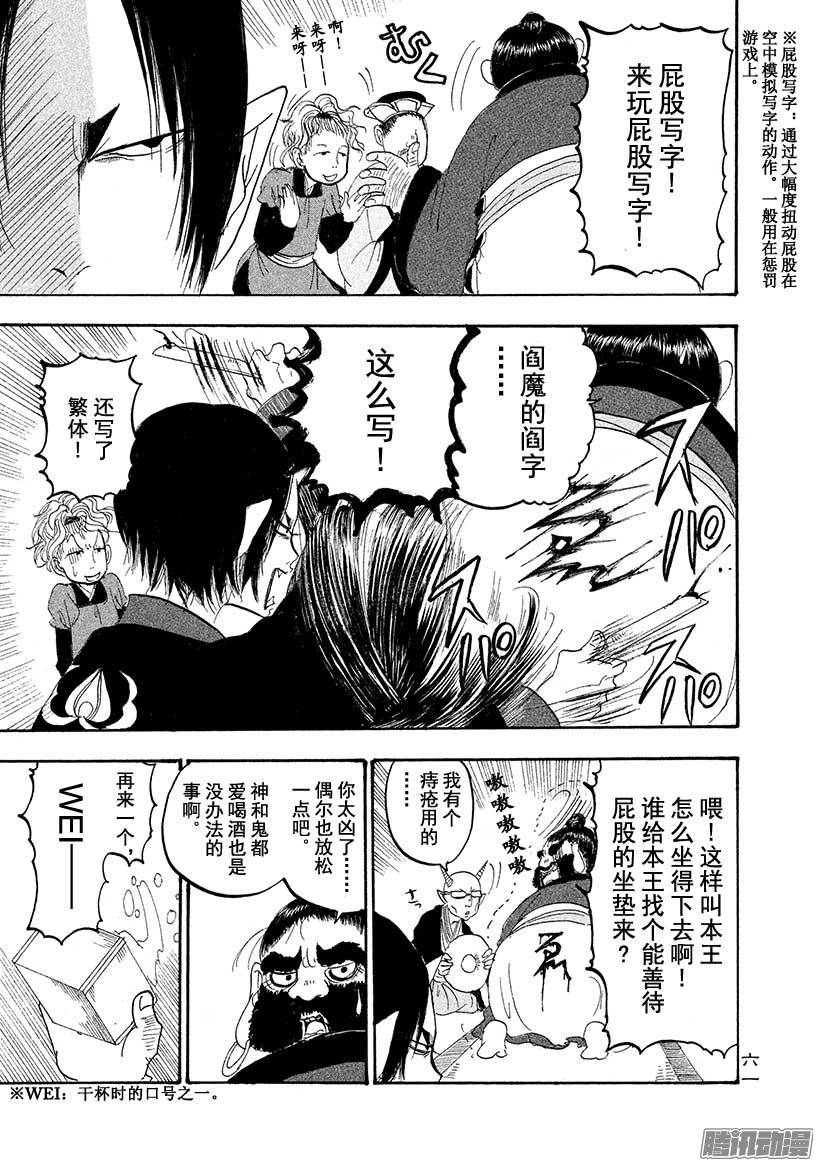 ※屁股写字：通过大幅度扭动屁股在
空中模拟写字的动作。一般用在惩罚
游戏上。
屁股写字！
来玩屁股写字！
啊！
来呀——
来呀——
阎魔的阎字
……
这么写！
还写了
繁体！
バパ
バパ
喂！这样叫本王
怎么坐得下去啊！
谁给本王找个能善待
屁股的坐垫来？
嗷嗷嗷嗷嗷
我有个
痔疮用的
……
你太凶了……
偶尔也放松
一点吧。
神和鬼都
爱喝酒也是
没办法的
事啊。
再来一个，
WEI——
六一
※WEI：干杯时的口号之一。
腾讯动漫